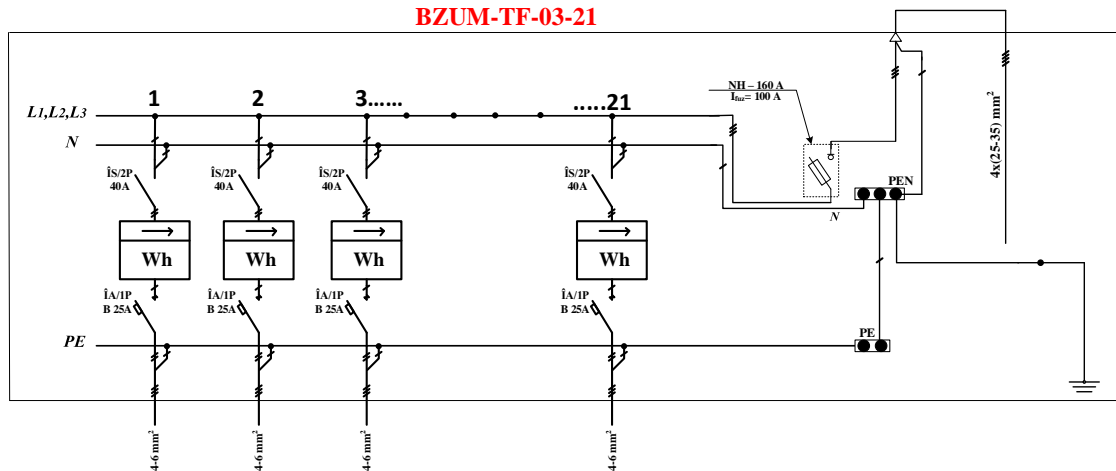 BZUM-TF-03-21
NH – 160 A
Ifuz= 100 A
1
2
3......
.....21
L1,L2,L3
N
4x(25-35) mm²
ÎS/2P
40A
ÎS/2P
40A
ÎS/2P
40A
ÎS/2P
40A
PEN
N
Wh
Wh
Wh
Wh
ÎA/1P
B 25A
ÎA/1P
B 25A
ÎA/1P
B 25A
ÎA/1P
B 25A
PE
PE
4-6 mm²
4-6 mm²
4-6 mm²
4-6 mm²